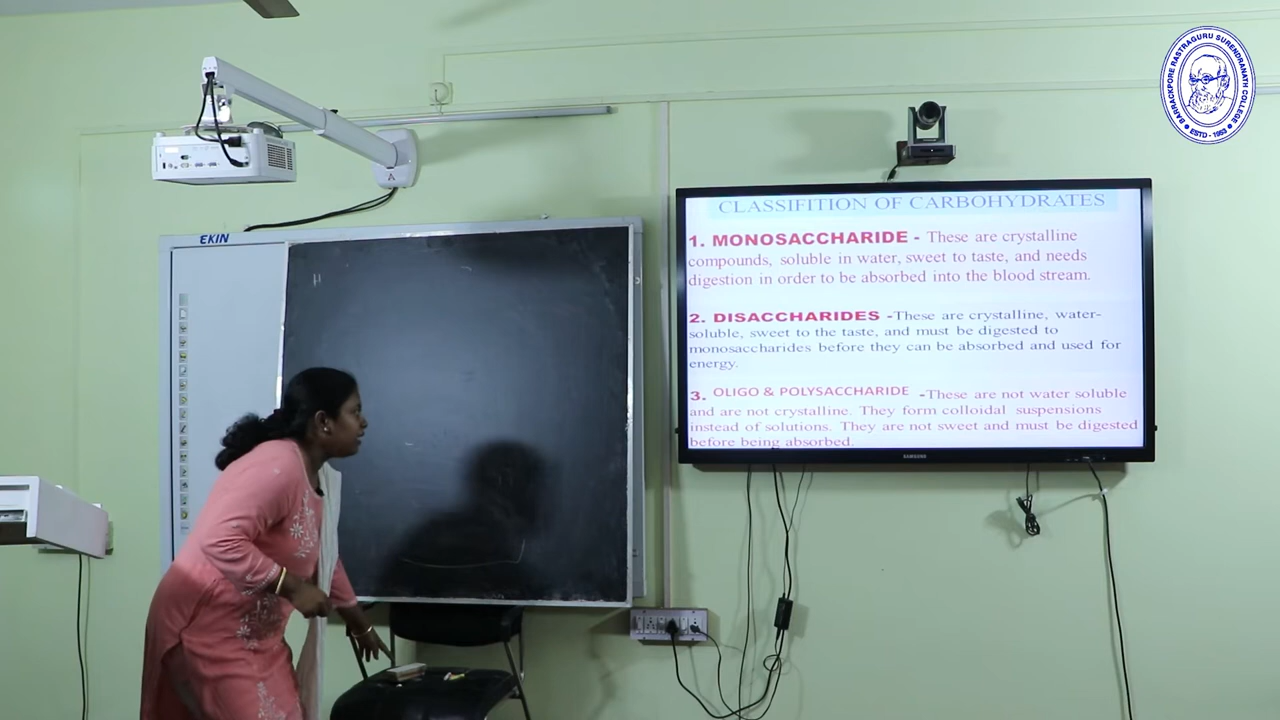 BARRACKPORE RASTRAGURU SURENDRANATH COLLEGE
ESTD - 1953
EKIN
CLASSIFITION OF CARBOHYDRATES
1. MONOSACCHARIDE - These are crystalline
compounds, soluble in water, sweet to taste, and needs
digestion in order to be absorbed into the blood stream.
2. DISACCHARIDES -These are crystalline, water-
soluble, sweet to the taste, and must be digested to
monosaccharides before they can be absorbed and used for
energy.
3. OLIGO & POLYSACCHARIDE -These are not water soluble
and are not crystalline. They form colloidal suspensions
instead of solutions. They are not sweet and must be digested
before being absorbed.
SAMSUNG